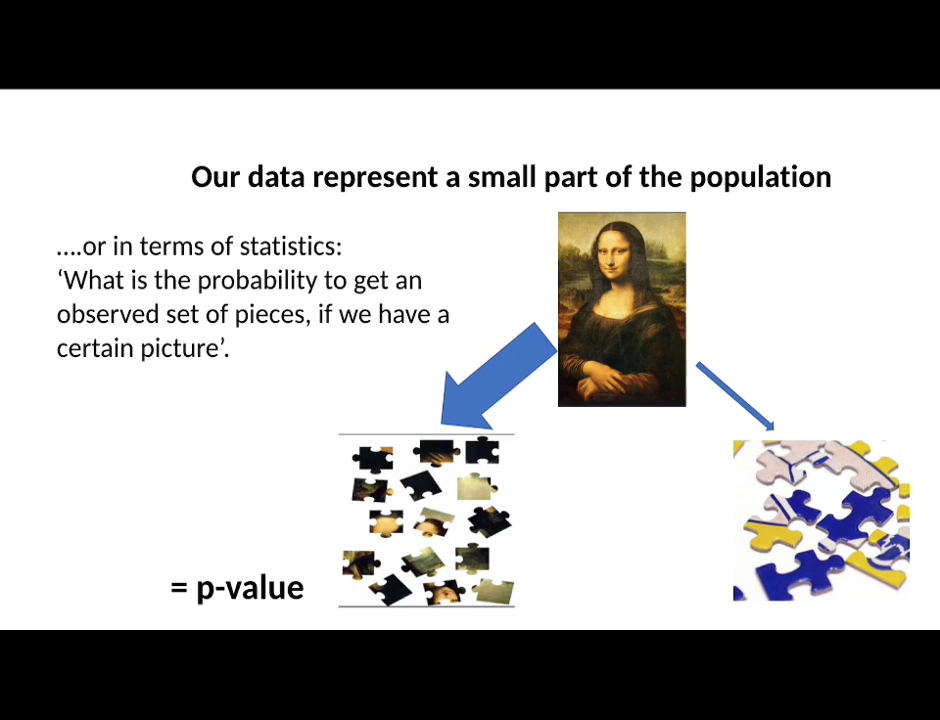 Our data represent a small part of the population
….or in terms of statistics:
‘What is the probability to get an
observed set of pieces, if we have a
certain picture’.
= p-value